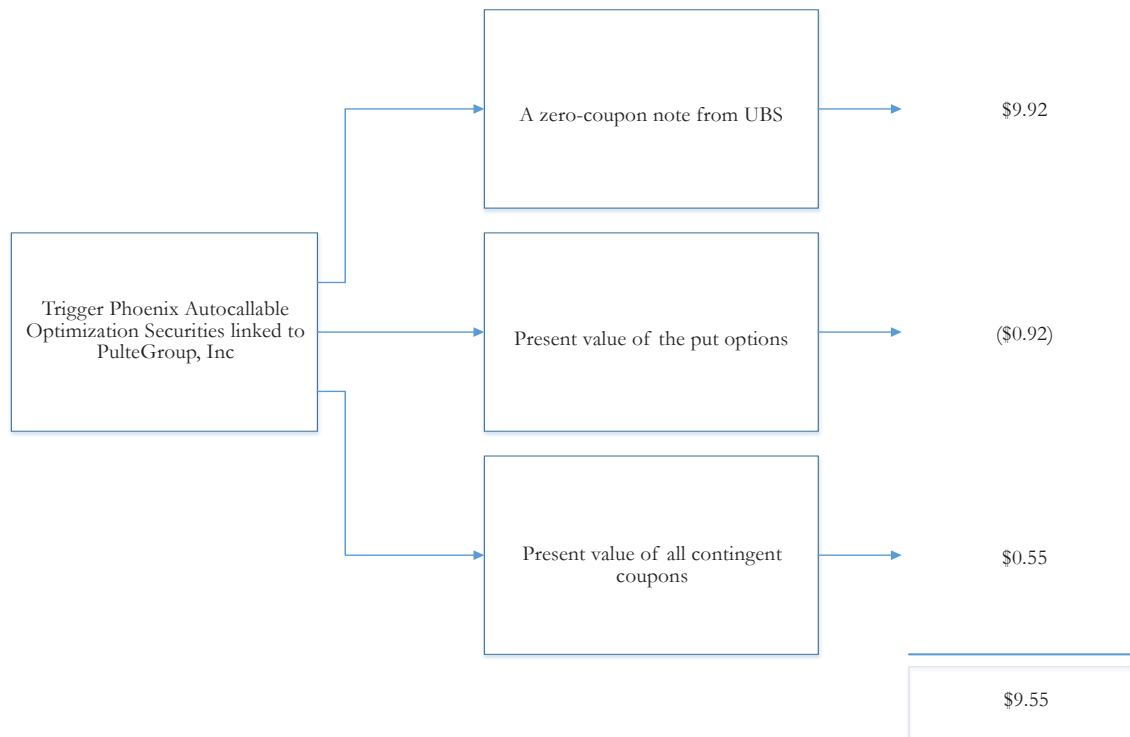 A zero-coupon note from UBS
$9.92
Trigger Phoenix Autocallable
Optimization Securities linked to
PulteGroup, Inc
Present value of the put options
($0.92)
Present value of all contingent
coupons
$0.55
$9.55